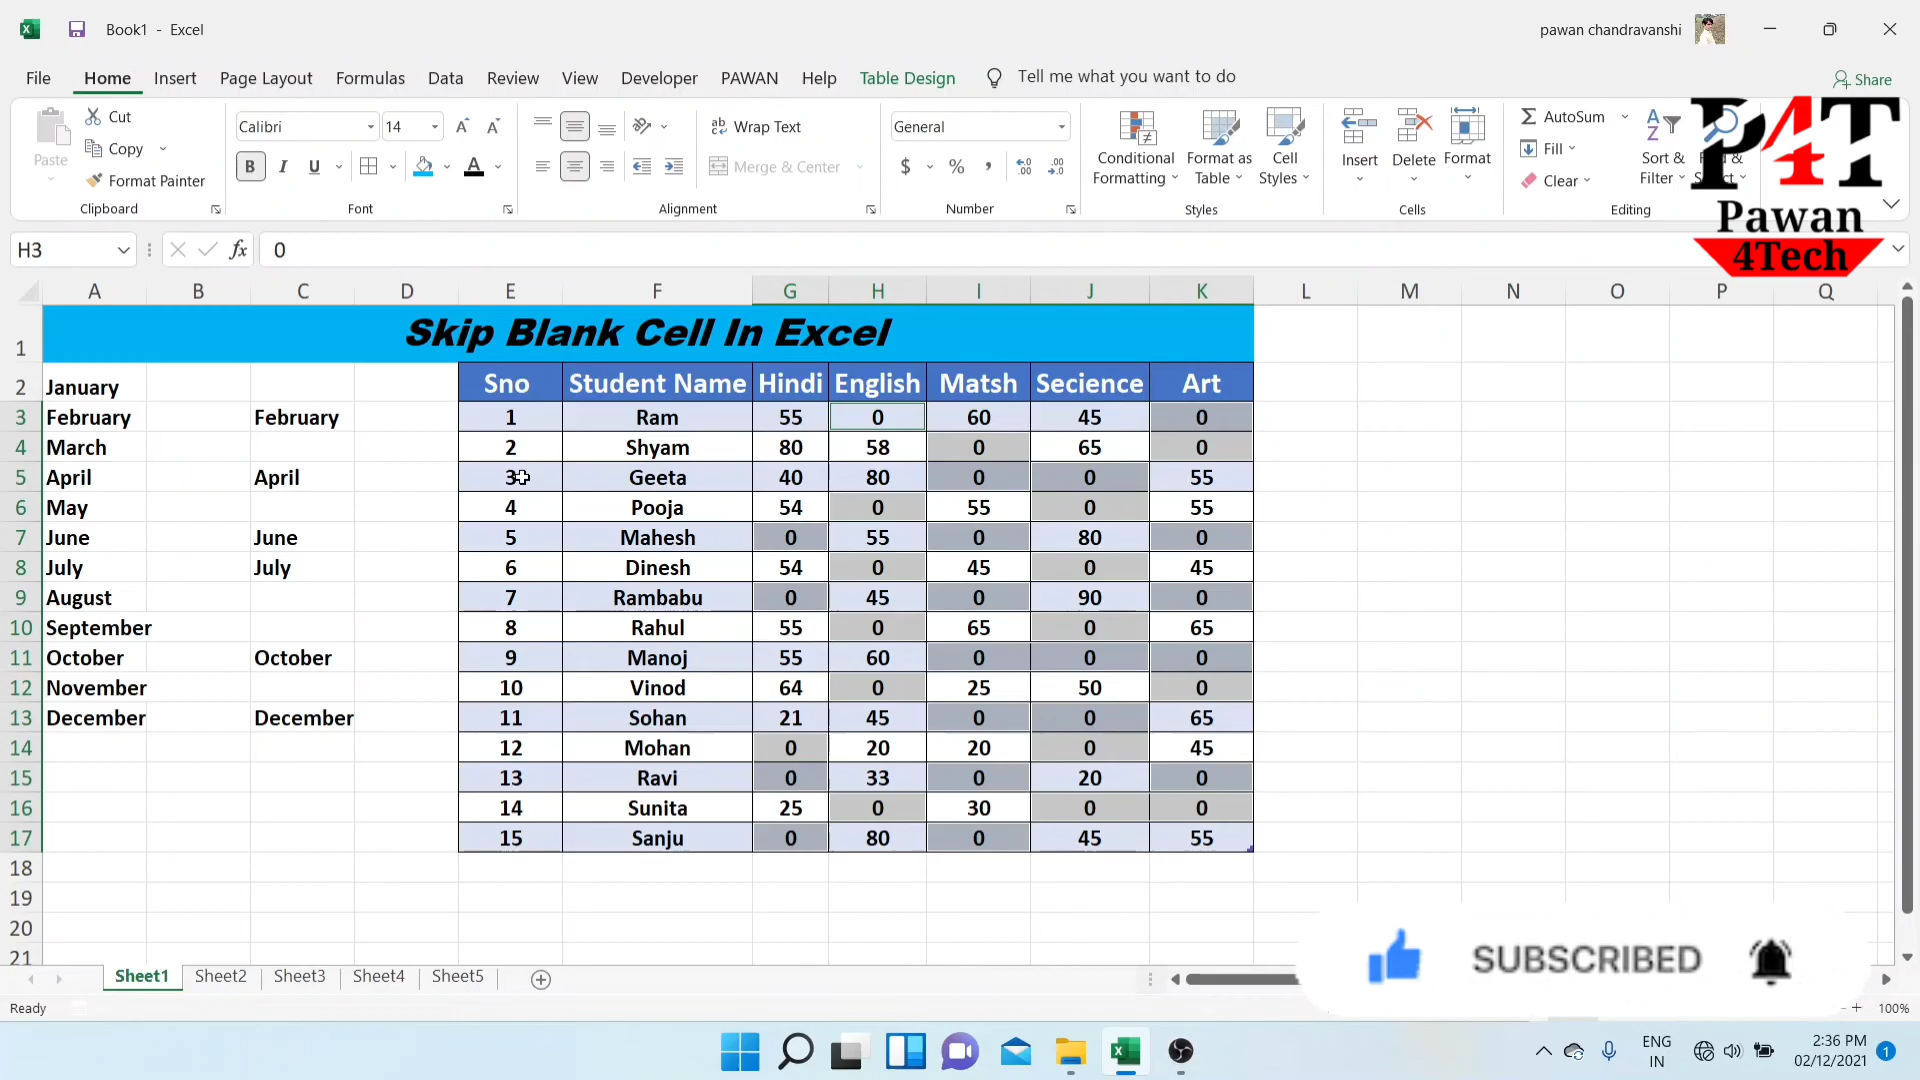 Book1 - Excel
pawan chandravanshi
File Home Insert Page Layout Formulas Data Review View Developer PAWAN Help Table Design Tell me what you want to do Share
Paste Cut Copy Format Painter Clipboard
Calibri 14 B I U A Font
ab Wrap Text Merge & Center Alignment
General $ % , Number
Conditional Formatting Format as Table Cell Styles Styles
Insert Delete Format Cells
AutoSum Fill Clear Sort & Filter Editing
P4T
Pawan
4Tech
H3 fx 0
A B C D E F G H I J K L M N O P Q
1 Skip Blank Cell In Excel
2 January Sno Student Name Hindi English Matsh Secience Art
3 February February 1 Ram 55 0 60 45 0
4 March 2 Shyam 80 58 0 65 0
5 April April 3 Geeta 40 80 0 0 55
6 May 4 Pooja 54 0 55 0 55
7 June June 5 Mahesh 0 55 0 80 0
8 July July 6 Dinesh 54 0 45 0 45
9 August 7 Rambabu 0 45 0 90 0
10 September 8 Rahul 55 0 65 0 65
11 October October 9 Manoj 55 60 0 0 0
12 November 10 Vinod 64 0 25 50 0
13 December December 11 Sohan 21 45 0 0 65
14 12 Mohan 0 20 20 0 45
15 13 Ravi 0 33 0 20 0
16 14 Sunita 25 0 30 0 0
17 15 Sanju 0 80 0 45 55
18
19
20
21
SUBSCRIBED
Sheet1 Sheet2 Sheet3 Sheet4 Sheet5
Ready 100%
ENG
IN
2:36 PM
02/12/2021
1